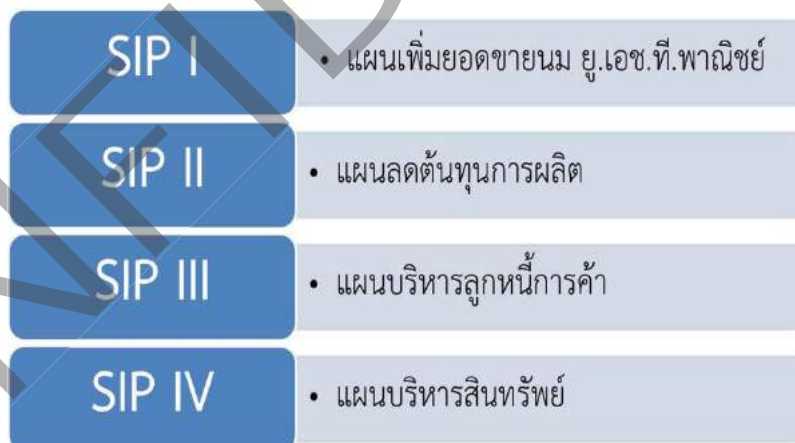 SIP I
• แผนเพิ่มยอดขายนม ยู.เอช.ที.พาณิชย์
SIP II
• แผนลดต้นทุนการผลิต
SIP III
• แผนบริหารลูกหนี้การค้า
SIP IV
• แผนบริหารสินทรัพย์